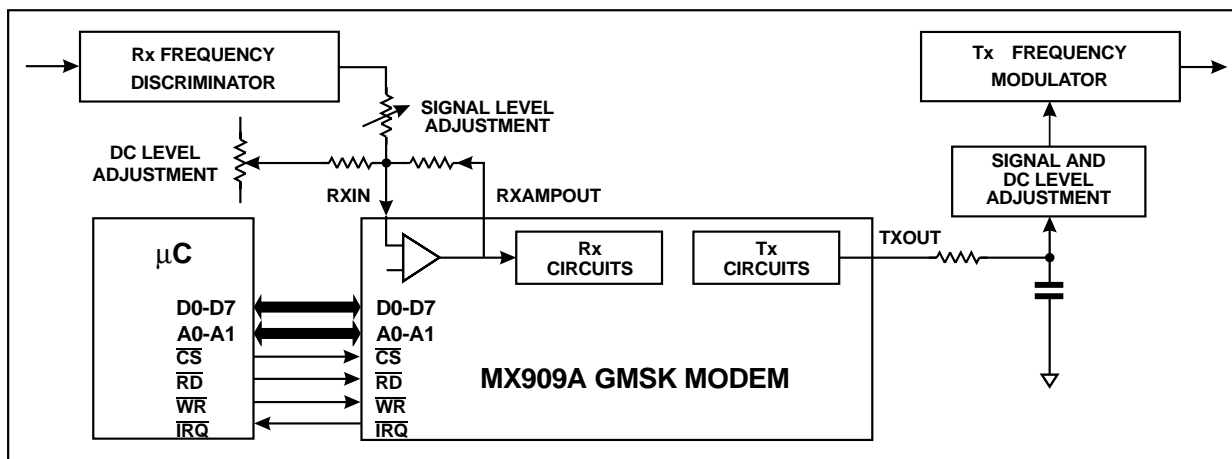 Rx FREQUENCY
DISCRIMINATOR
Tx FREQUENCY
MODULATOR
SIGNAL LEVEL
ADJUSTMENT
DC LEVEL
ADJUSTMENT
SIGNAL AND
DC LEVEL
ADJUSTMENT
RXIN
RXAMPOUT
TXOUT
μC
Rx
CIRCUITS
Tx
CIRCUITS
D0-D7
D0-D7
A0-A1
A0-A1
CS
CS
RD
RD
WR
WR
IRQ
IRQ
MX909A GMSK MODEM